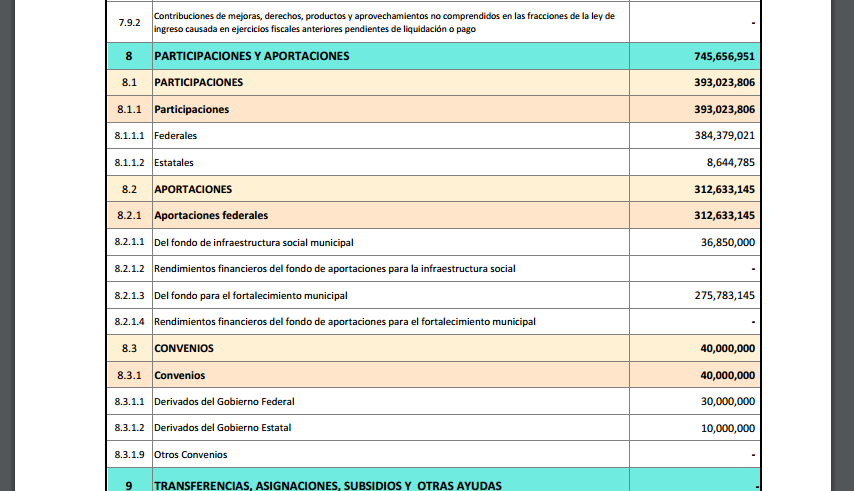 7.9.2 Contribuciones de mejoras, derechos, productos y aprovechamientos no comprendidos en las fracciones de la ley de
ingreso causada en ejercicios fiscales anteriores pendientes de liquidación o pago -
8 PARTICIPACIONES Y APORTACIONES 745,656,951
8.1 PARTICIPACIONES 393,023,806
8.1.1 Participaciones 393,023,806
8.1.1.1 Federales 384,379,021
8.1.1.2 Estatales 8,644,785
8.2 APORTACIONES 312,633,145
8.2.1 Aportaciones federales 312,633,145
8.2.1.1 Del fondo de infraestructura social municipal 36,850,000
8.2.1.2 Rendimientos financieros del fondo de aportaciones para la infraestructura social -
8.2.1.3 Del fondo para el fortalecimiento municipal 275,783,145
8.2.1.4 Rendimientos financieros del fondo de aportaciones para el fortalecimiento municipal -
8.3 CONVENIOS 40,000,000
8.3.1 Convenios 40,000,000
8.3.1.1 Derivados del Gobierno Federal 30,000,000
8.3.1.2 Derivados del Gobierno Estatal 10,000,000
8.3.1.9 Otros Convenios -
9 TRANSFERENCIAS, ASIGNACIONES, SUBSIDIOS Y OTRAS AYUDAS -